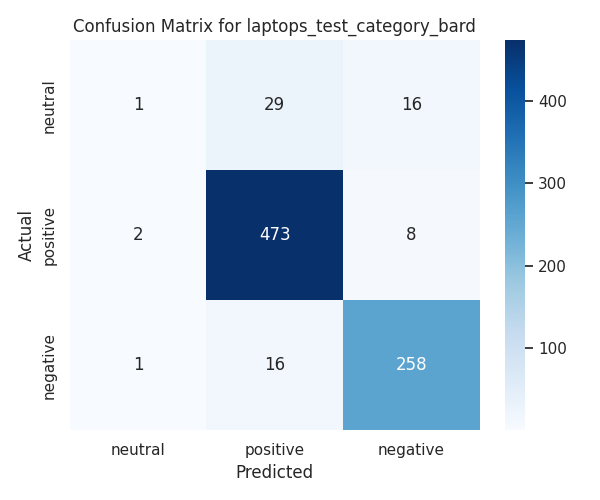 Confusion Matrix for laptops_test_category_bard
Actual
neutral
positive
negative
1 29 16
2 473 8
1 16 258
neutral positive negative
Predicted
400
300
200
100